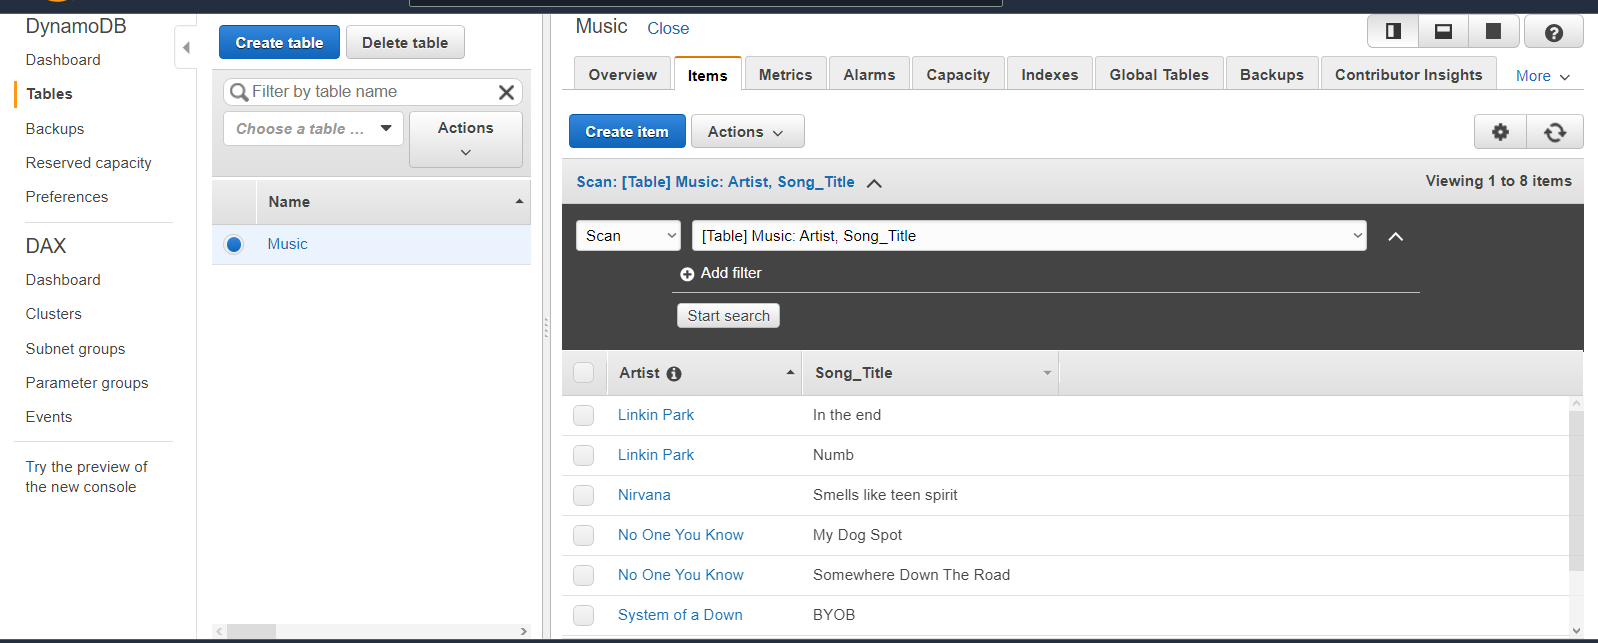 DynamoDB
Dashboard
Tables
Backups
Reserved capacity
Preferences
DAX
Dashboard
Clusters
Subnet groups
Parameter groups
Events
Try the preview of
the new console
Create table
Delete table
Filter by table name
Choose a table ...
Actions
Name
Music
Music Close
Overview
Items
Metrics
Alarms
Capacity
Indexes
Global Tables
Backups
Contributor Insights
More
Create item
Actions
Scan: [Table] Music: Artist, Song_Title
Viewing 1 to 8 items
Scan
[Table] Music: Artist, Song_Title
Add filter
Start search
Artist Song_Title
Linkin Park In the end
Linkin Park Numb
Nirvana Smells like teen spirit
No One You Know My Dog Spot
No One You Know Somewhere Down The Road
System of a Down BYOB